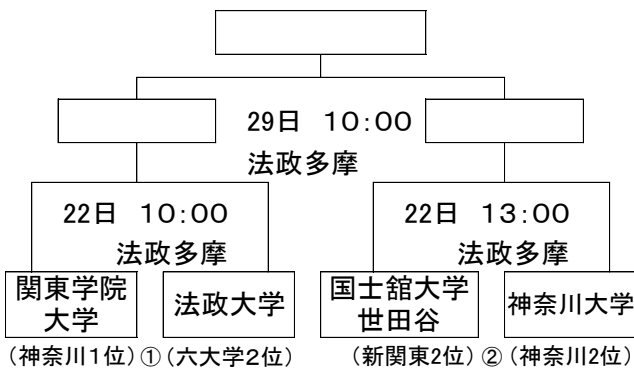 29日 10:00
法政多摩
22日 10:00
法政多摩
22日 13:00
法政多摩
関東学院
大学
法政大学
国士舘大学
世田谷
神奈川大学
(神奈川1位)①(六大学2位)
(新関東2位)②(神奈川2位)